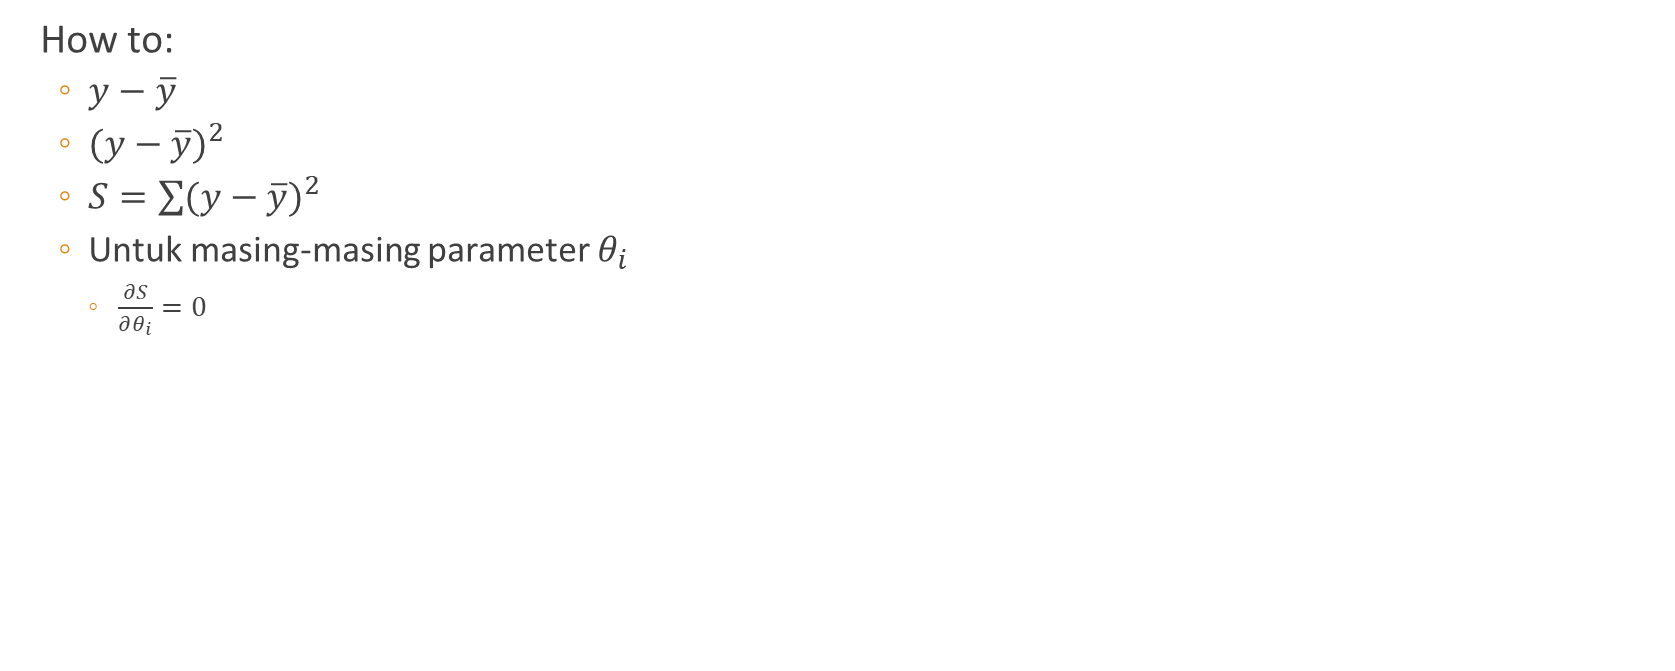 How to:
◦ y − ȳ
◦ (y − ȳ)²
◦ S = ∑(y − ȳ)²
◦ Untuk masing-masing parameter θᵢ
◦ ∂S/∂θᵢ = 0